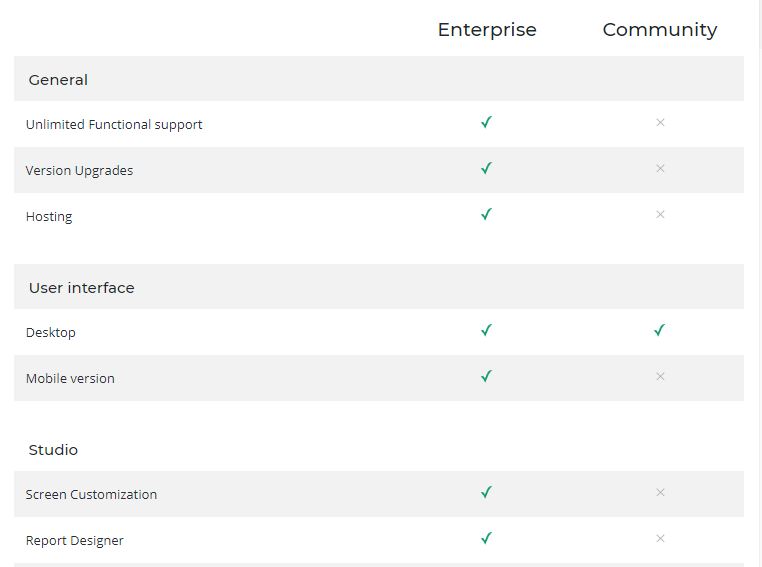 Enterprise Community
General
Unlimited Functional support ✓ ×
Version Upgrades ✓ ×
Hosting ✓ ×
User interface
Desktop ✓ ✓
Mobile version ✓ ×
Studio
Screen Customization ✓ ×
Report Designer ✓ ×